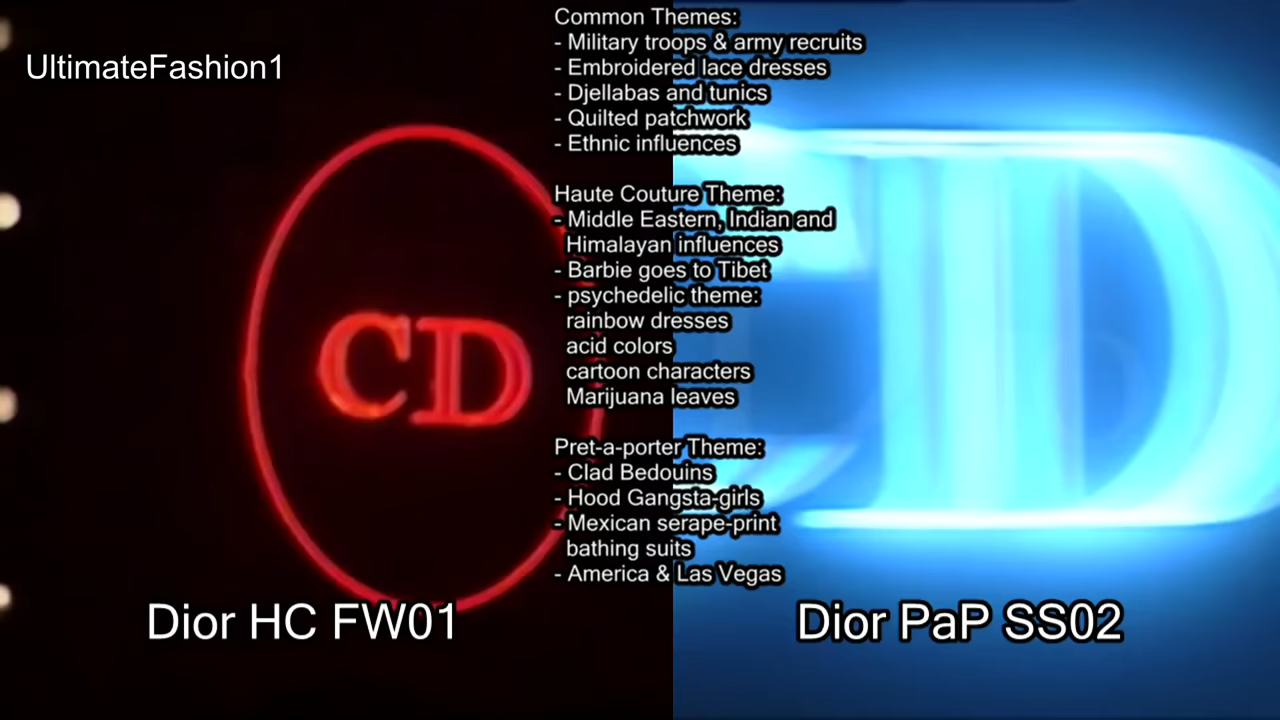 UltimateFashion1
Common Themes:
- Military troops & army recruits
- Embroidered lace dresses
- Djellabas and tunics
- Quilted patchwork
- Ethnic influences
Haute Couture Theme:
- Middle Eastern, Indian and
Himalayan influences
- Barbie goes to Tibet
- psychedelic theme:
rainbow dresses
acid colors
cartoon characters
Marijuana leaves
Pret-a-porter Theme:
- Clad Bedouins
- Hood Gangsta-girls
- Mexican serape-print
bathing suits
- America & Las Vegas
CD
CD
Dior HC FW01
Dior PaP SS02